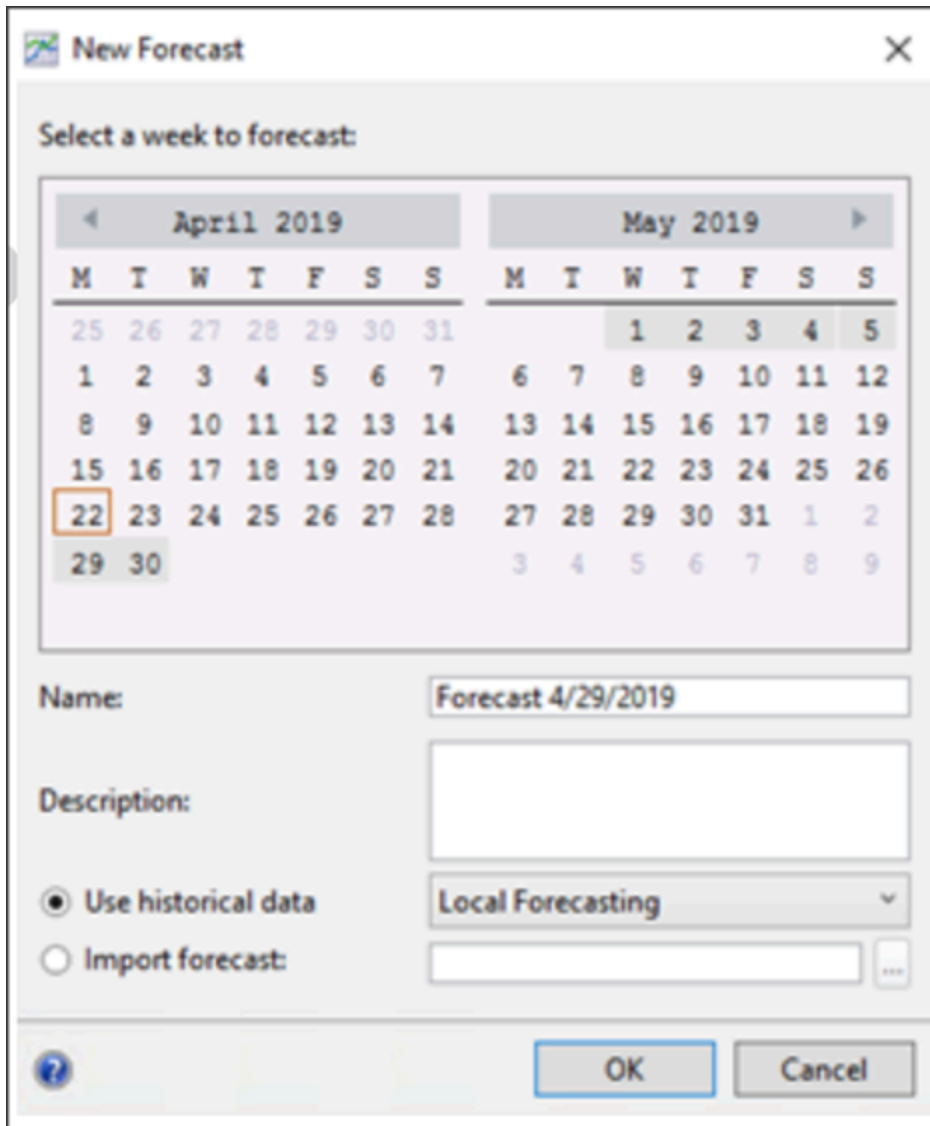 New Forecast
Select a week to forecast:
April 2019
M T W T F S S
25 26 27 28 29 30 31
1 2 3 4 5 6 7
8 9 10 11 12 13 14
15 16 17 18 19 20 21
22 23 24 25 26 27 28
29 30
May 2019
M T W T F S S
1 2 3 4 5
6 7 8 9 10 11 12
13 14 15 16 17 18 19
20 21 22 23 24 25 26
27 28 29 30 31 1 2
3 4 5 6 7 8 9
Name: Forecast 4/29/2019
Description:
Use historical data Local Forecasting
Import forecast: ...
? OK Cancel